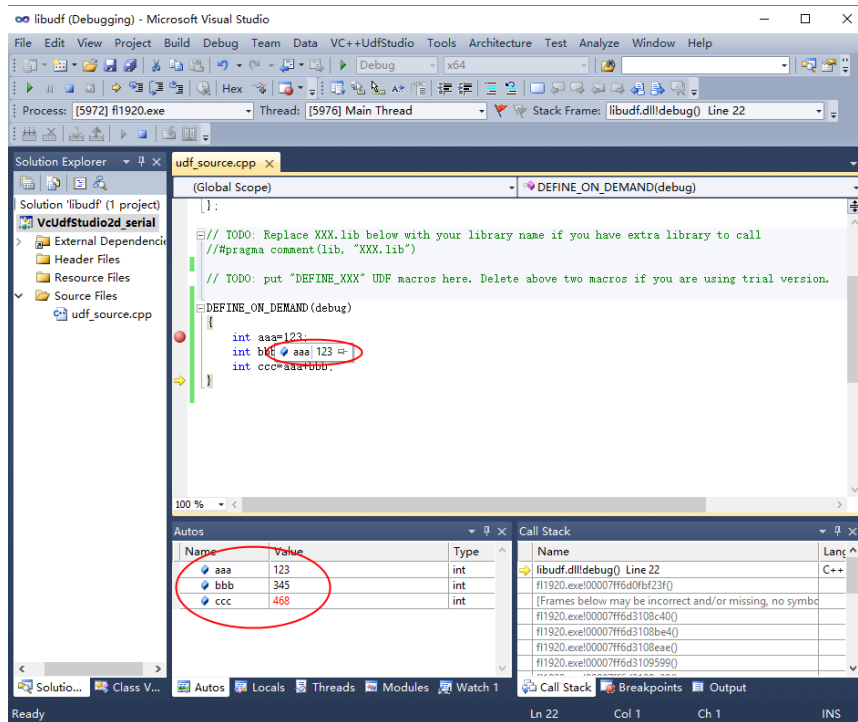 libudf (Debugging) - Microsoft Visual Studio
File Edit View Project Build Debug Team Data VC++UdfStudio Tools Architecture Test Analyze Window Help
Debug x64
Hex
Process: [5972] fl1920.exe Thread: [5976] Main Thread Stack Frame: libudf.dll!debug() Line 22
Solution Explorer
udf_source.cpp
(Global Scope) DEFINE_ON_DEMAND(debug)
Solution 'libudf' (1 project)
VcUdfStudio2d_serial
External Dependencie
Header Files
Resource Files
Source Files
udf_source.cpp
};
// TODO: Replace XXX.lib below with your library name if you have extra library to call
//#pragma comment(lib, "XXX.lib")
// TODO: put "DEFINE_XXX" UDF macros here. Delete above two macros if you are using trial version.
DEFINE_ON_DEMAND(debug)
{
int aaa=123;
int bbb aaa 123
int ccc=aaa+bbb;
}
100 %
Autos
Name Value Type
aaa 123 int
bbb 345 int
ccc 468 int
Call Stack
Name Lang
libudf.dll!debug() Line 22 C++
fl1920.exe!00007ff6d0fbf23f()
[Frames below may be incorrect and/or missing, no symbo
fl1920.exe!00007ff6d3108c40()
fl1920.exe!00007ff6d3108be4()
fl1920.exe!00007ff6d3108eae()
fl1920.exe!00007ff6d3109599()
Solutio... Class V... Autos Locals Threads Modules Watch 1 Call Stack Breakpoints Output
Ready Ln 22 Col 1 Ch 1 INS